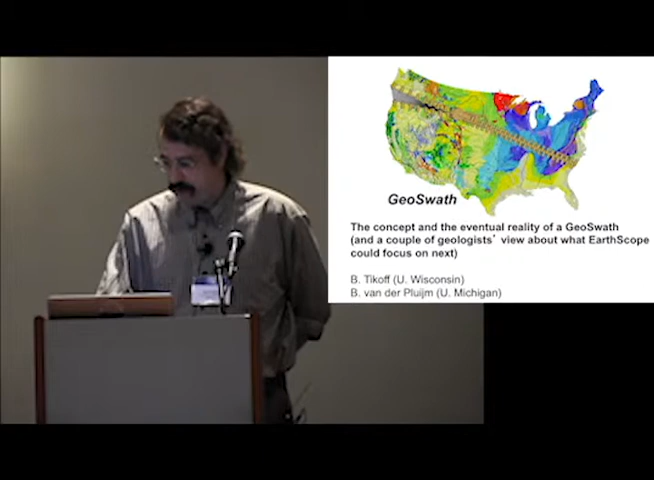 GeoSwath
The concept and the eventual reality of a GeoSwath
(and a couple of geologists' view about what EarthScope
could focus on next)
B. Tikoff (U. Wisconsin)
B. van der Pluijm (U. Michigan)